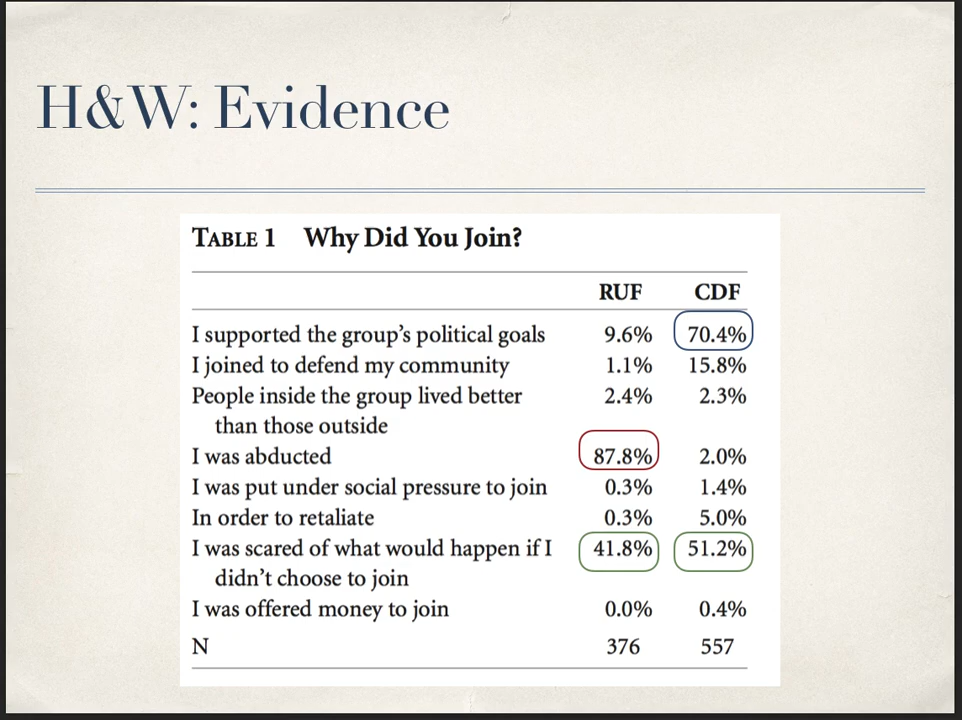 H&W: Evidence
TABLE 1 Why Did You Join?
RUF CDF
I supported the group's political goals 9.6% 70.4%
I joined to defend my community 1.1% 15.8%
People inside the group lived better 2.4% 2.3%
than those outside
I was abducted 87.8% 2.0%
I was put under social pressure to join 0.3% 1.4%
In order to retaliate 0.3% 5.0%
I was scared of what would happen if I 41.8% 51.2%
didn't choose to join
I was offered money to join 0.0% 0.4%
N 376 557